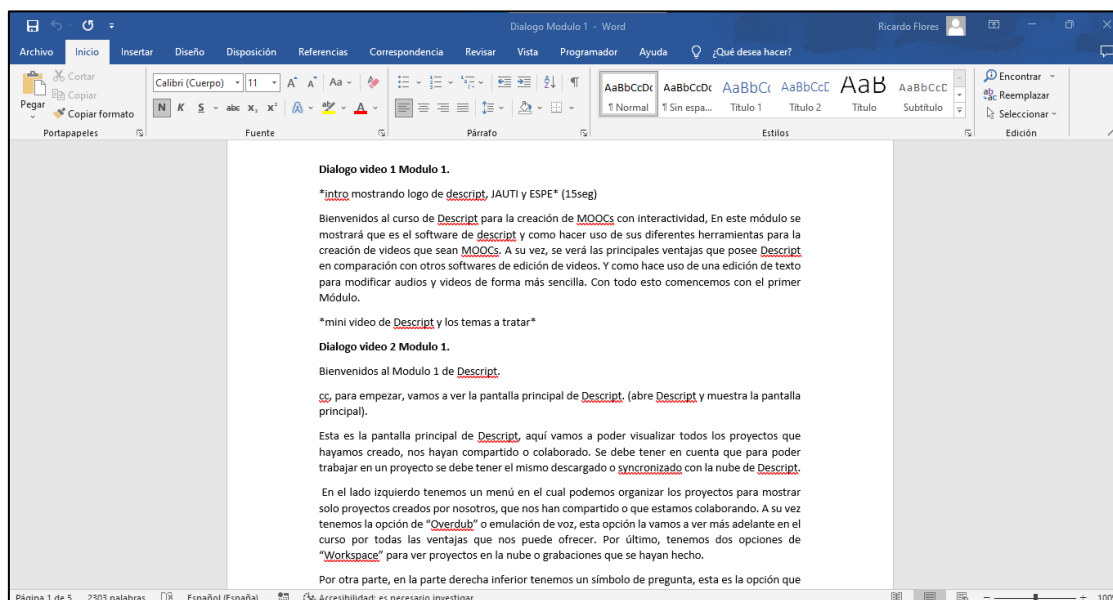 Dialogo Modulo 1 - Word
Ricardo Flores
Archivo Inicio Insertar Diseño Disposición Referencias Correspondencia Revisar Vista Programador Ayuda ¿Qué desea hacer?
Pegar
Cortar
Copiar
Copiar formato
Portapapeles
Calibri (Cuerpo) 11
Aa
N K S abc x₂ x²
Fuente
Párrafo
AaBbCcDc AaBbCcDc AaBbC( AaBbCcC AaB AaBbCcD
¶ Normal ¶ Sin espa... Título 1 Título 2 Título Subtítulo
Estilos
Encontrar
Reemplazar
Seleccionar
Edición
Dialogo video 1 Modulo 1.
*intro mostrando logo de descript, JAUTI y ESPE* (15seg)
Bienvenidos al curso de Descript para la creación de MOOCs con interactividad, En este módulo se
mostrará que es el software de descript y como hacer uso de sus diferentes herramientas para la
creación de videos que sean MOOCs. A su vez, se verá las principales ventajas que posee Descript
en comparación con otros softwares de edición de videos. Y como hace uso de una edición de texto
para modificar audios y videos de forma más sencilla. Con todo esto comencemos con el primer
Módulo.
*mini video de Descript y los temas a tratar*
Dialogo video 2 Modulo 1.
Bienvenidos al Modulo 1 de Descript.
cc, para empezar, vamos a ver la pantalla principal de Descript. (abre Descript y muestra la pantalla
principal).
Esta es la pantalla principal de Descript, aquí vamos a poder visualizar todos los proyectos que
hayamos creado, nos hayan compartido o colaborado. Se debe tener en cuenta que para poder
trabajar en un proyecto se debe tener el mismo descargado o syncronizado con la nube de Descript.
En el lado izquierdo tenemos un menú en el cual podemos organizar los proyectos para mostrar
solo proyectos creados por nosotros, que nos han compartido o que estamos colaborando. A su vez
tenemos la opción de “Overdub” o emulación de voz, esta opción la vamos a ver más adelante en el
curso por todas las ventajas que nos puede ofrecer. Por último, tenemos dos opciones de
“Workspace” para ver proyectos en la nube o grabaciones que se hayan hecho.
Por otra parte, en la parte derecha inferior tenemos un símbolo de pregunta, esta es la opción que
Página 1 de 5 2303 palabras Español (España) Accesibilidad: es necesario investigar 100%